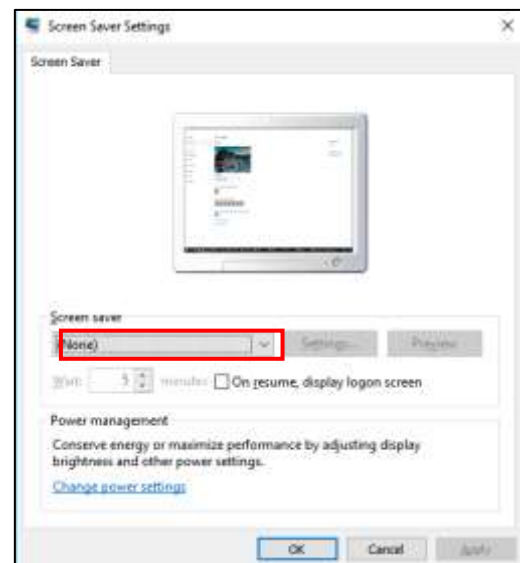 Screen Saver Settings
Screen Saver
Screen saver
(None)
Settings...
Preview
Wait:
5
minutes
On resume, display logon screen
Power management
Conserve energy or maximize performance by adjusting display
brightness and other power settings.
Change power settings
OK
Cancel
Apply